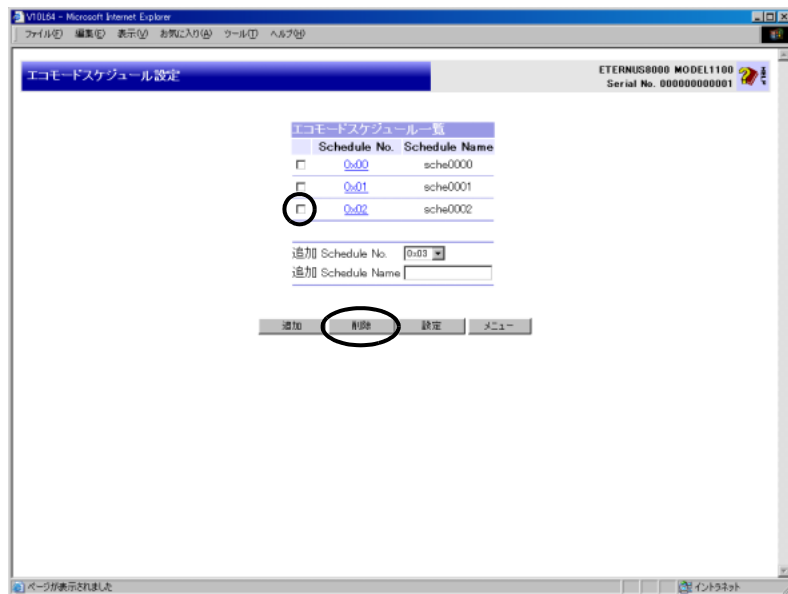 V10L64 - Microsoft Internet Explorer
ファイル(F) 編集(E) 表示(V) お気に入り(A) ツール(T) ヘルプ(H)
エコモードスケジュール設定
ETERNUS8000 MODEL1100
Serial No. 000000000001
エコモードスケジュール一覧
Schedule No. Schedule Name
0x00 sche0000
0x01 sche0001
0x02 sche0002
追加 Schedule No. 0x03
追加 Schedule Name
追加 削除 設定 メニュー
ページが表示されました イントラネット